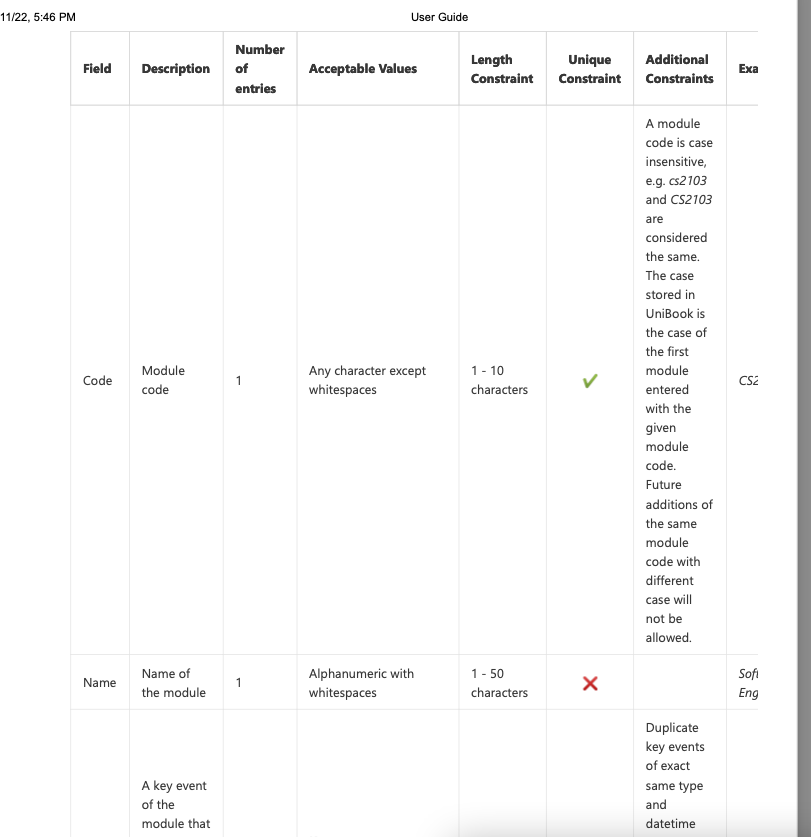 11/22, 5:46 PM
User Guide
Field
Description
Number
of
entries
Acceptable Values
Length
Constraint
Unique
Constraint
Additional
Constraints
Exa
Code
Module
code
1
Any character except
whitespaces
1 - 10
characters
✔
A module
code is case
insensitive,
e.g. cs2103
and CS2103
are
considered
the same.
The case
stored in
UniBook is
the case of
the first
module
entered
with the
given
module
code.
Future
additions of
the same
module
code with
different
case will
not be
allowed.
CS2
Name
Name of
the module
1
Alphanumeric with
whitespaces
1 - 50
characters
❌
Soft
Eng
A key event
of the
module that
Duplicate
key events
of exact
same type
and
datetime